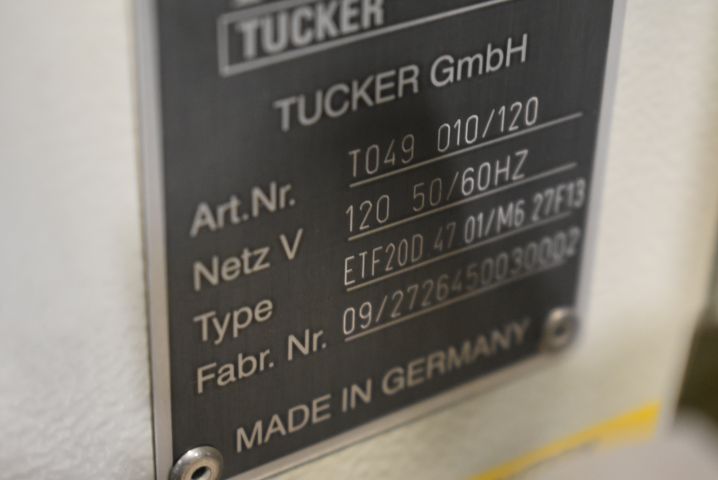 TUCKER
TUCKER GmbH
Art.Nr. T049 010/120
Netz V 120 50/60HZ
Type ETF20D 47 01/M6 27F13
Fabr. Nr. 09/2726450030002
MADE IN GERMANY